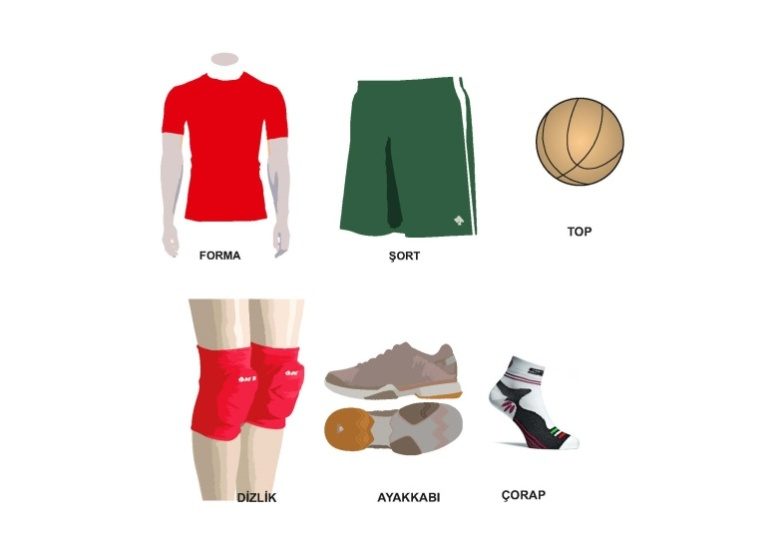 FORMA
ŞORT
TOP
DİZLİK
AYAKKABI
ÇORAP